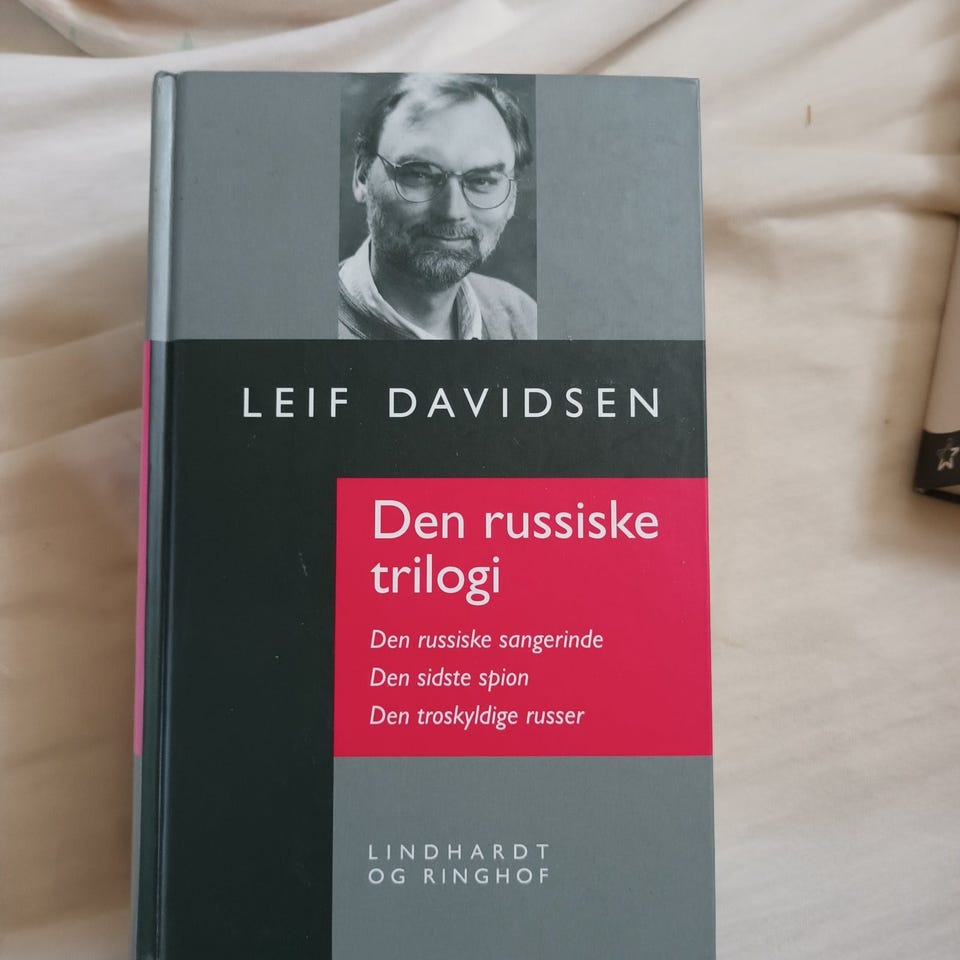 LEIF DAVIDSEN
Den russiske
trilogi
Den russiske sangerinde
Den sidste spion
Den troskyldige russer
LINDHARDT
OG RINGHOF